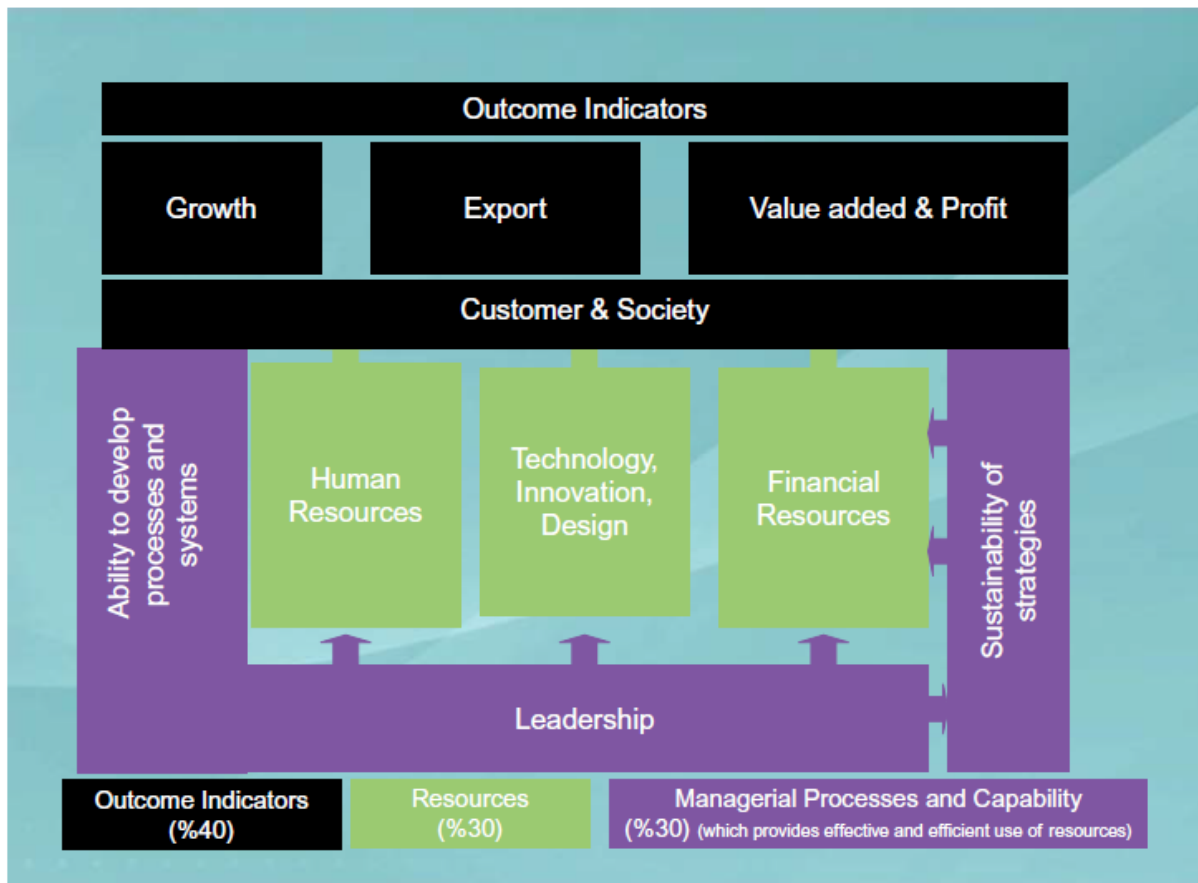 Outcome Indicators
Growth
Export
Value added & Profit
Customer & Society
Ability to develop
processes and
systems
Human
Resources
Technology,
Innovation,
Design
Financial
Resources
Sustainability of
strategies
Leadership
Outcome Indicators
(%40)
Resources
(%30)
Managerial Processes and Capability
(%30) (which provides effective and efficient use of resources)